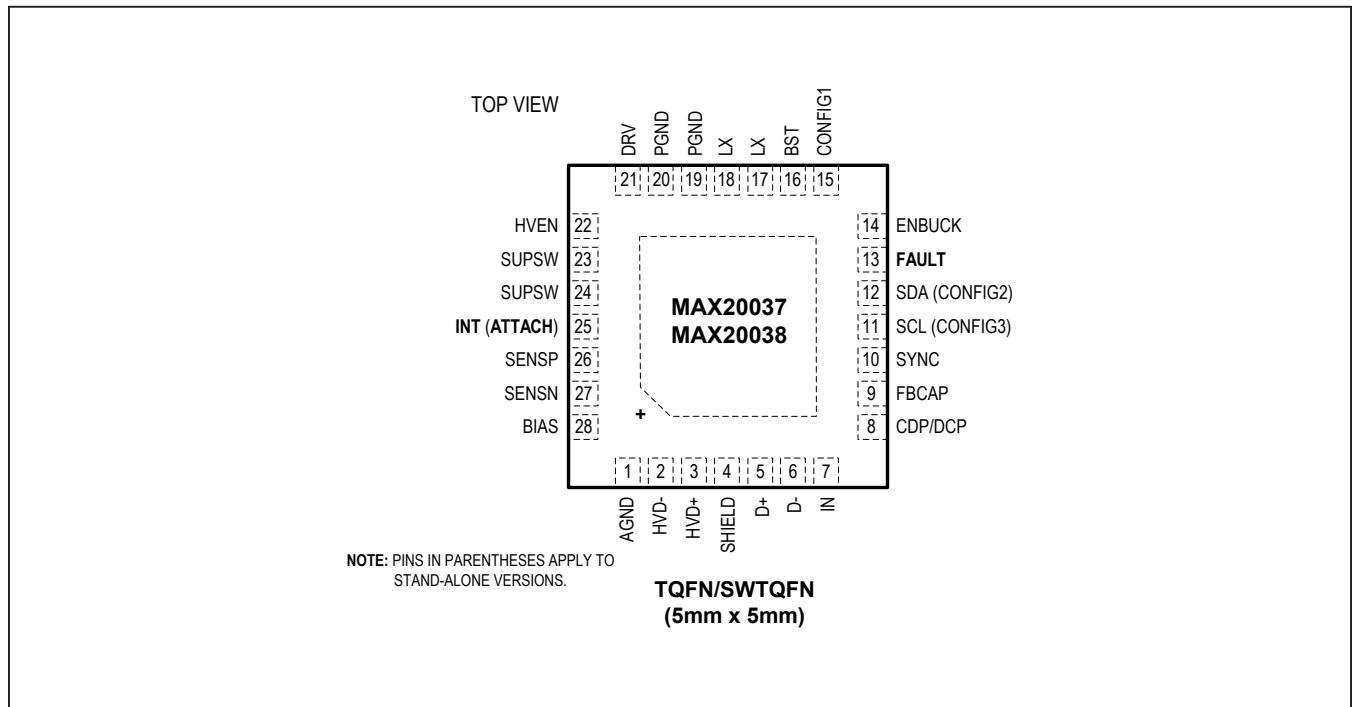 TOP VIEW
DRV
PGND
PGND
LX
LX
BST
CONFIG1
21 20 19 18 17 16 15
HVEN 22
SUPSW 23
SUPSW 24
INT (ATTACH) 25
SENSP 26
SENSN 27
BIAS 28
14 ENBUCK
13 FAULT
12 SDA (CONFIG2)
11 SCL (CONFIG3)
10 SYNC
9 FBCAP
8 CDP/DCP
MAX20037
MAX20038
+
1 2 3 4 5 6 7
AGND
HVD-
HVD+
SHIELD
D+
D-
IN
NOTE: PINS IN PARENTHESES APPLY TO
STAND-ALONE VERSIONS.
TQFN/SWTQFN
(5mm x 5mm)